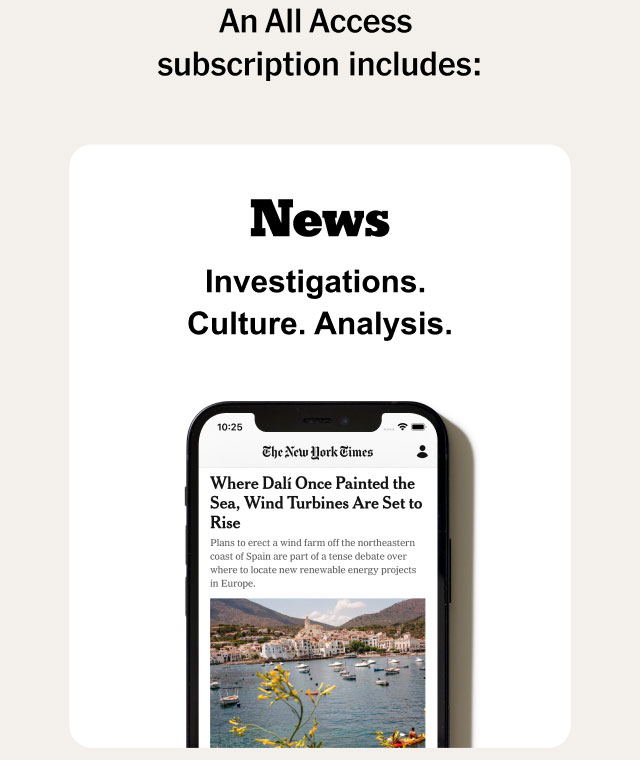 An All Access
subscription includes:
News
Investigations.
Culture. Analysis.
10:25
The New York Times
Where Dalí Once Painted the
Sea, Wind Turbines Are Set to
Rise
Plans to erect a wind farm off the northeastern
coast of Spain are part of a tense debate over
where to locate new renewable energy projects
in Europe.